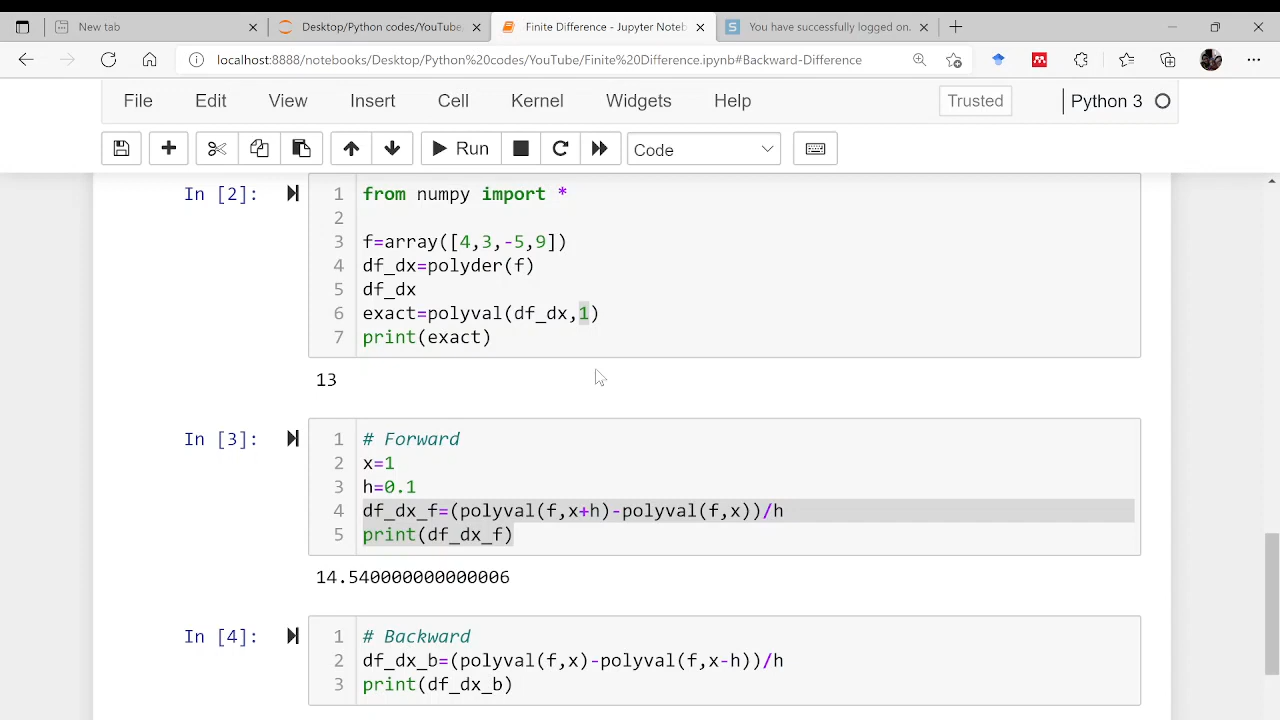 New tab
Desktop/Python codes/YouTube
Finite Difference - Jupyter Noteb
You have successfully logged on.
localhost:8888/notebooks/Desktop/Python%20codes/YouTube/Finite%20Difference.ipynb#Backward-Difference
File Edit View Insert Cell Kernel Widgets Help Trusted Python 3
Run Code
In [2]:
1 from numpy import *
2
3 f=array([4,3,-5,9])
4 df_dx=polyder(f)
5 df_dx
6 exact=polyval(df_dx,1)
7 print(exact)
13
In [3]:
1 # Forward
2 x=1
3 h=0.1
4 df_dx_f=(polyval(f,x+h)-polyval(f,x))/h
5 print(df_dx_f)
14.540000000000006
In [4]:
1 # Backward
2 df_dx_b=(polyval(f,x)-polyval(f,x-h))/h
3 print(df_dx_b)